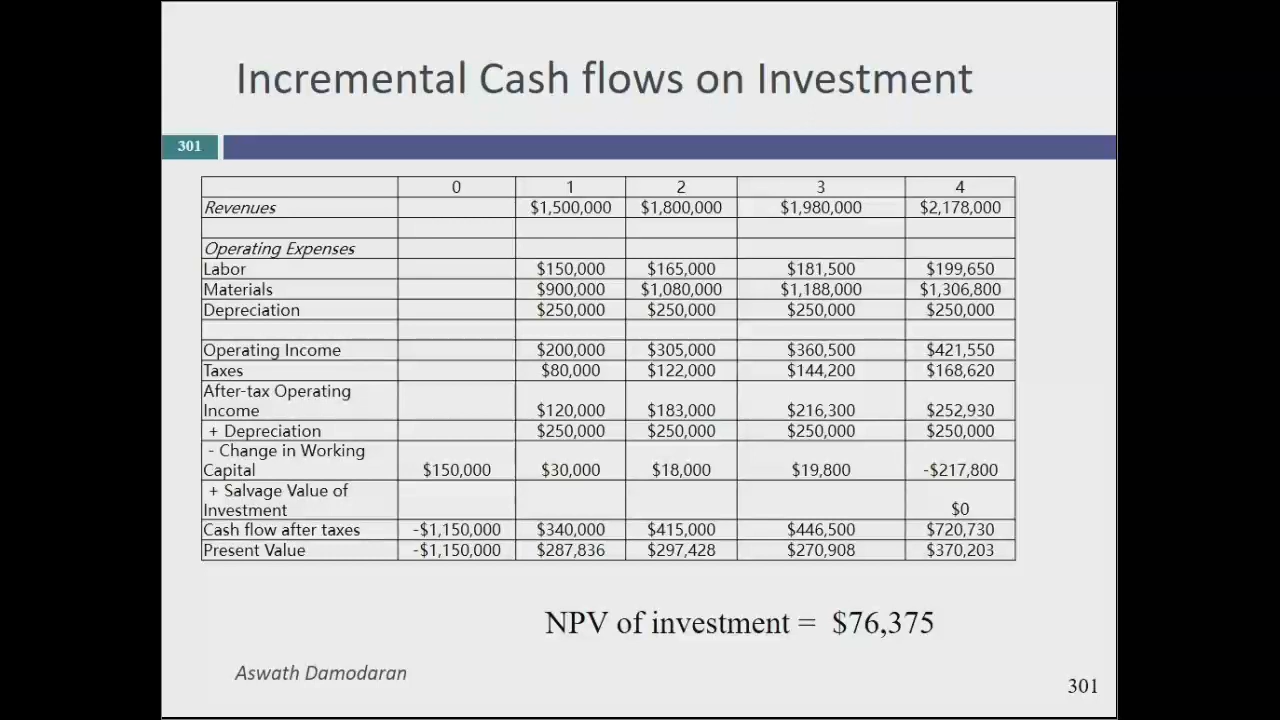 Incremental Cash flows on Investment
301
0 1 2 3 4
Revenues $1,500,000 $1,800,000 $1,980,000 $2,178,000
Operating Expenses
Labor $150,000 $165,000 $181,500 $199,650
Materials $900,000 $1,080,000 $1,188,000 $1,306,800
Depreciation $250,000 $250,000 $250,000 $250,000
Operating Income $200,000 $305,000 $360,500 $421,550
Taxes $80,000 $122,000 $144,200 $168,620
After-tax Operating
Income $120,000 $183,000 $216,300 $252,930
+ Depreciation $250,000 $250,000 $250,000 $250,000
- Change in Working
Capital $150,000 $30,000 $18,000 $19,800 -$217,800
+ Salvage Value of
Investment $0
Cash flow after taxes -$1,150,000 $340,000 $415,000 $446,500 $720,730
Present Value -$1,150,000 $287,836 $297,428 $270,908 $370,203
NPV of investment = $76,375
Aswath Damodaran
301